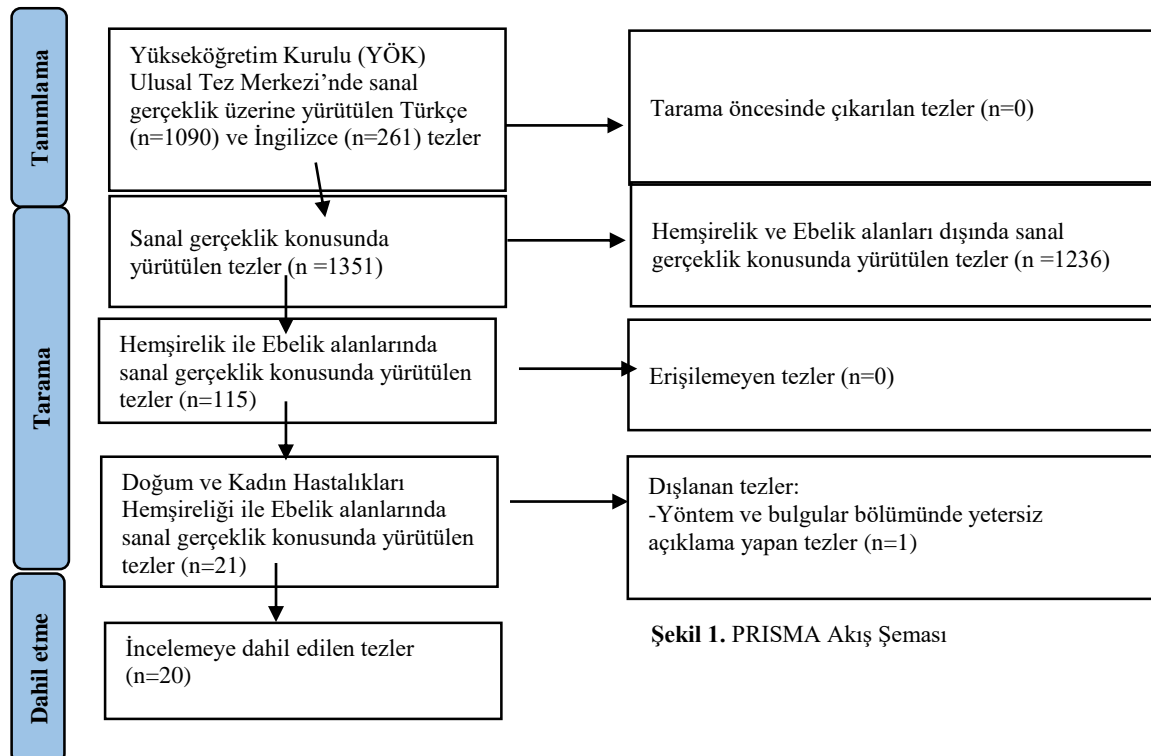 Tanımlama
Yükseköğretim Kurulu (YÖK)
Ulusal Tez Merkezi’nde sanal
gerçeklik üzerine yürütülen Türkçe
(n=1090) ve İngilizce (n=261) tezler
Tarama öncesinde çıkarılan tezler (n=0)
Tarama
Sanal gerçeklik konusunda
yürütülen tezler (n =1351)
Hemşirelik ve Ebelik alanları dışında sanal
gerçeklik konusunda yürütülen tezler (n =1236)
Hemşirelik ile Ebelik alanlarında
sanal gerçeklik konusunda yürütülen
tezler (n=115)
Erişilemeyen tezler (n=0)
Doğum ve Kadın Hastalıkları
Hemşireliği ile Ebelik alanlarında
sanal gerçeklik konusunda yürütülen
tezler (n=21)
Dışlanan tezler:
-Yöntem ve bulgular bölümünde yetersiz
açıklama yapan tezler (n=1)
Dahil etme
İncelemeye dahil edilen tezler
(n=20)
Şekil 1. PRISMA Akış Şeması